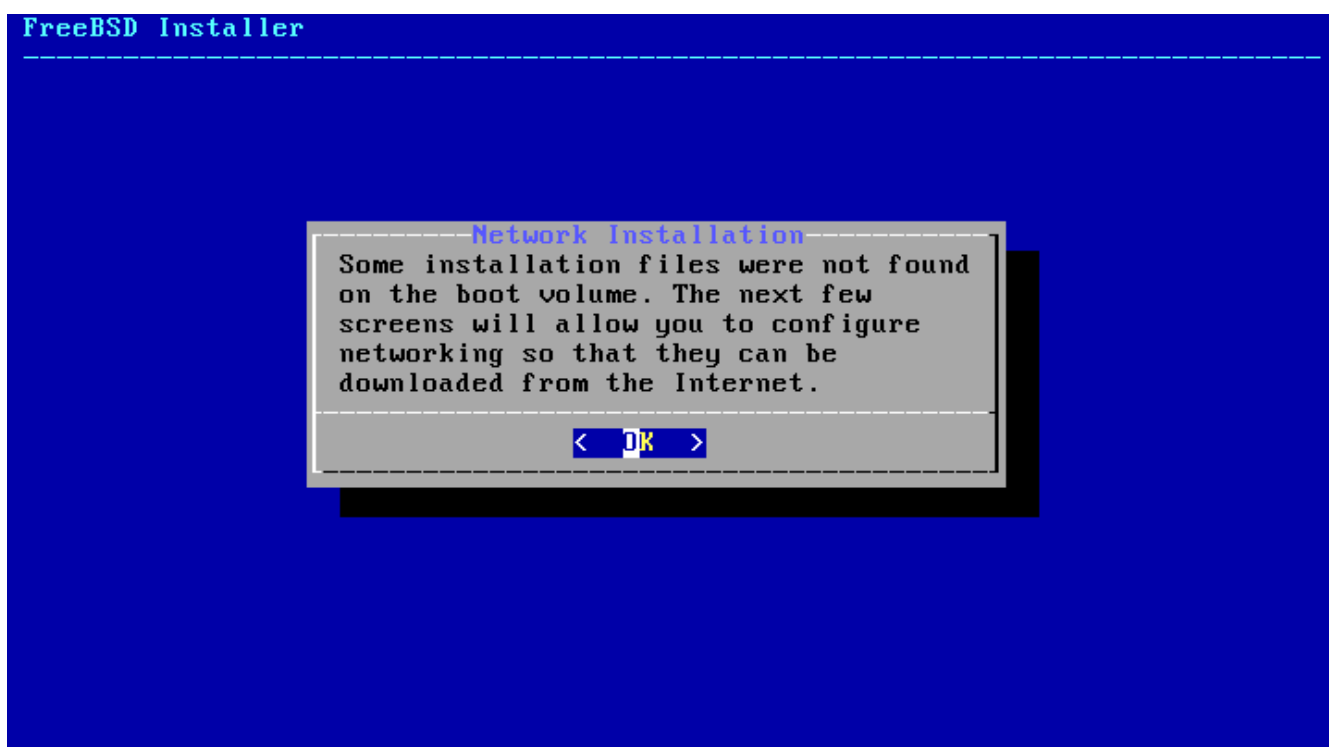 FreeBSD Installer
Network Installation
Some installation files were not found
on the boot volume. The next few
screens will allow you to configure
networking so that they can be
downloaded from the Internet.
< OK >